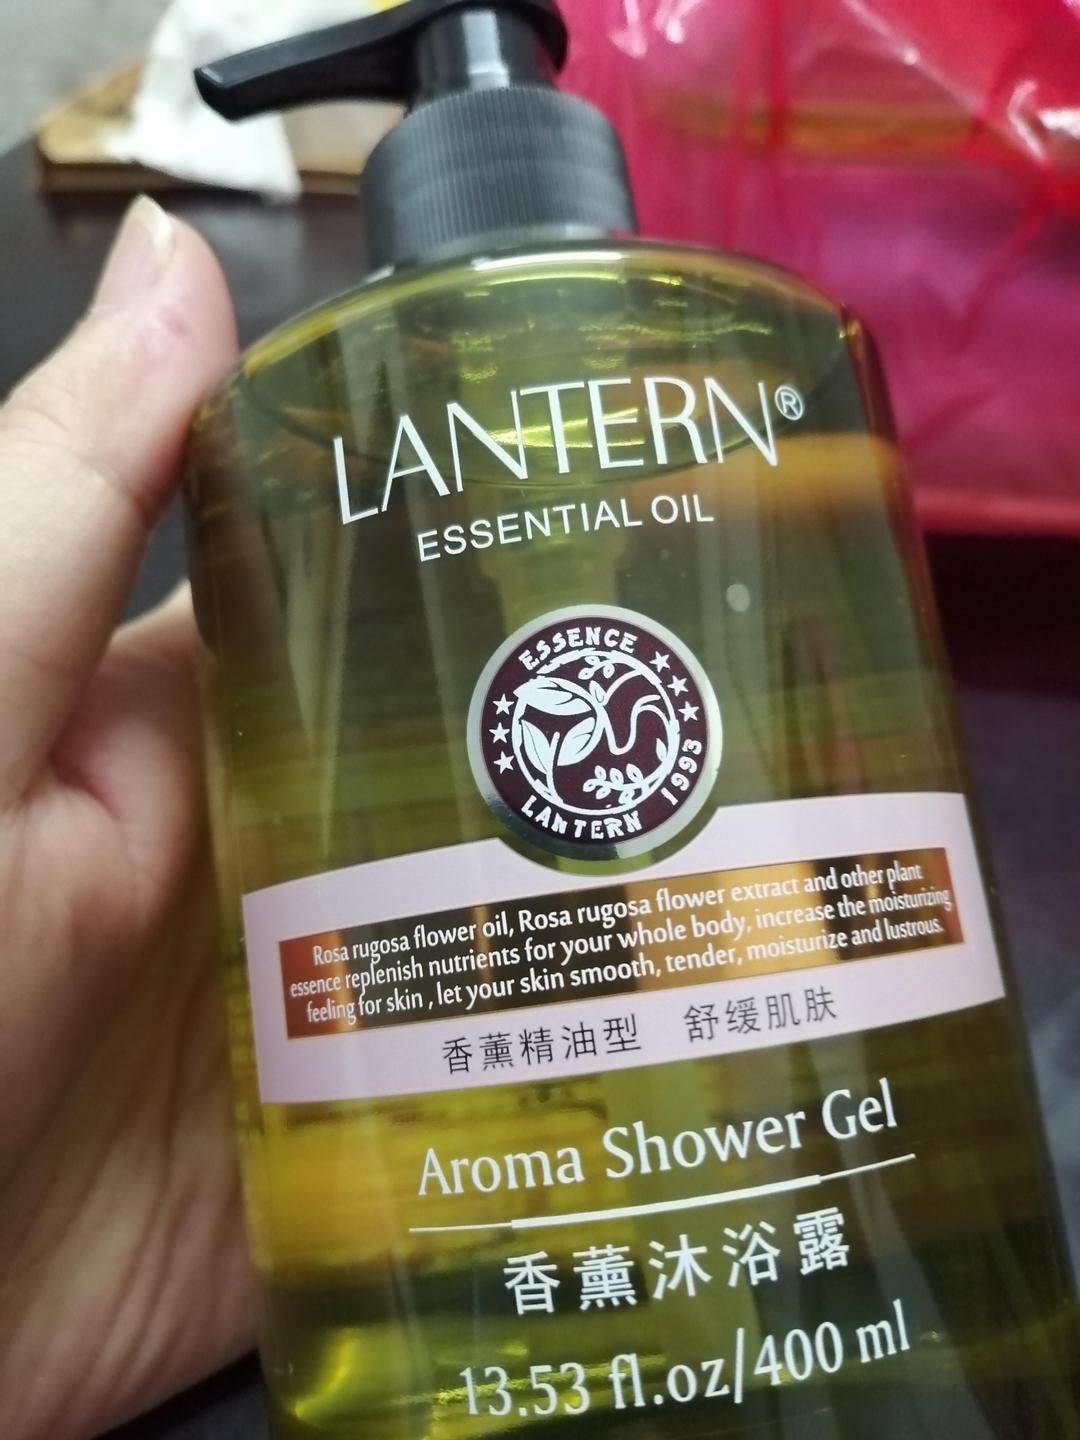 LANTERN®
ESSENTIAL OIL
ESSENCE
LANTERN 1993
Rosa rugosa flower oil, Rosa rugosa flower extract and other plant
essence replenish nutrients for your whole body, increase the moisturizing
feeling for skin , let your skin smooth, tender, moisturize and lustrous.
香薰精油型 舒缓肌肤
Aroma Shower Gel
香薰沐浴露
13.53 fl.oz/400 ml